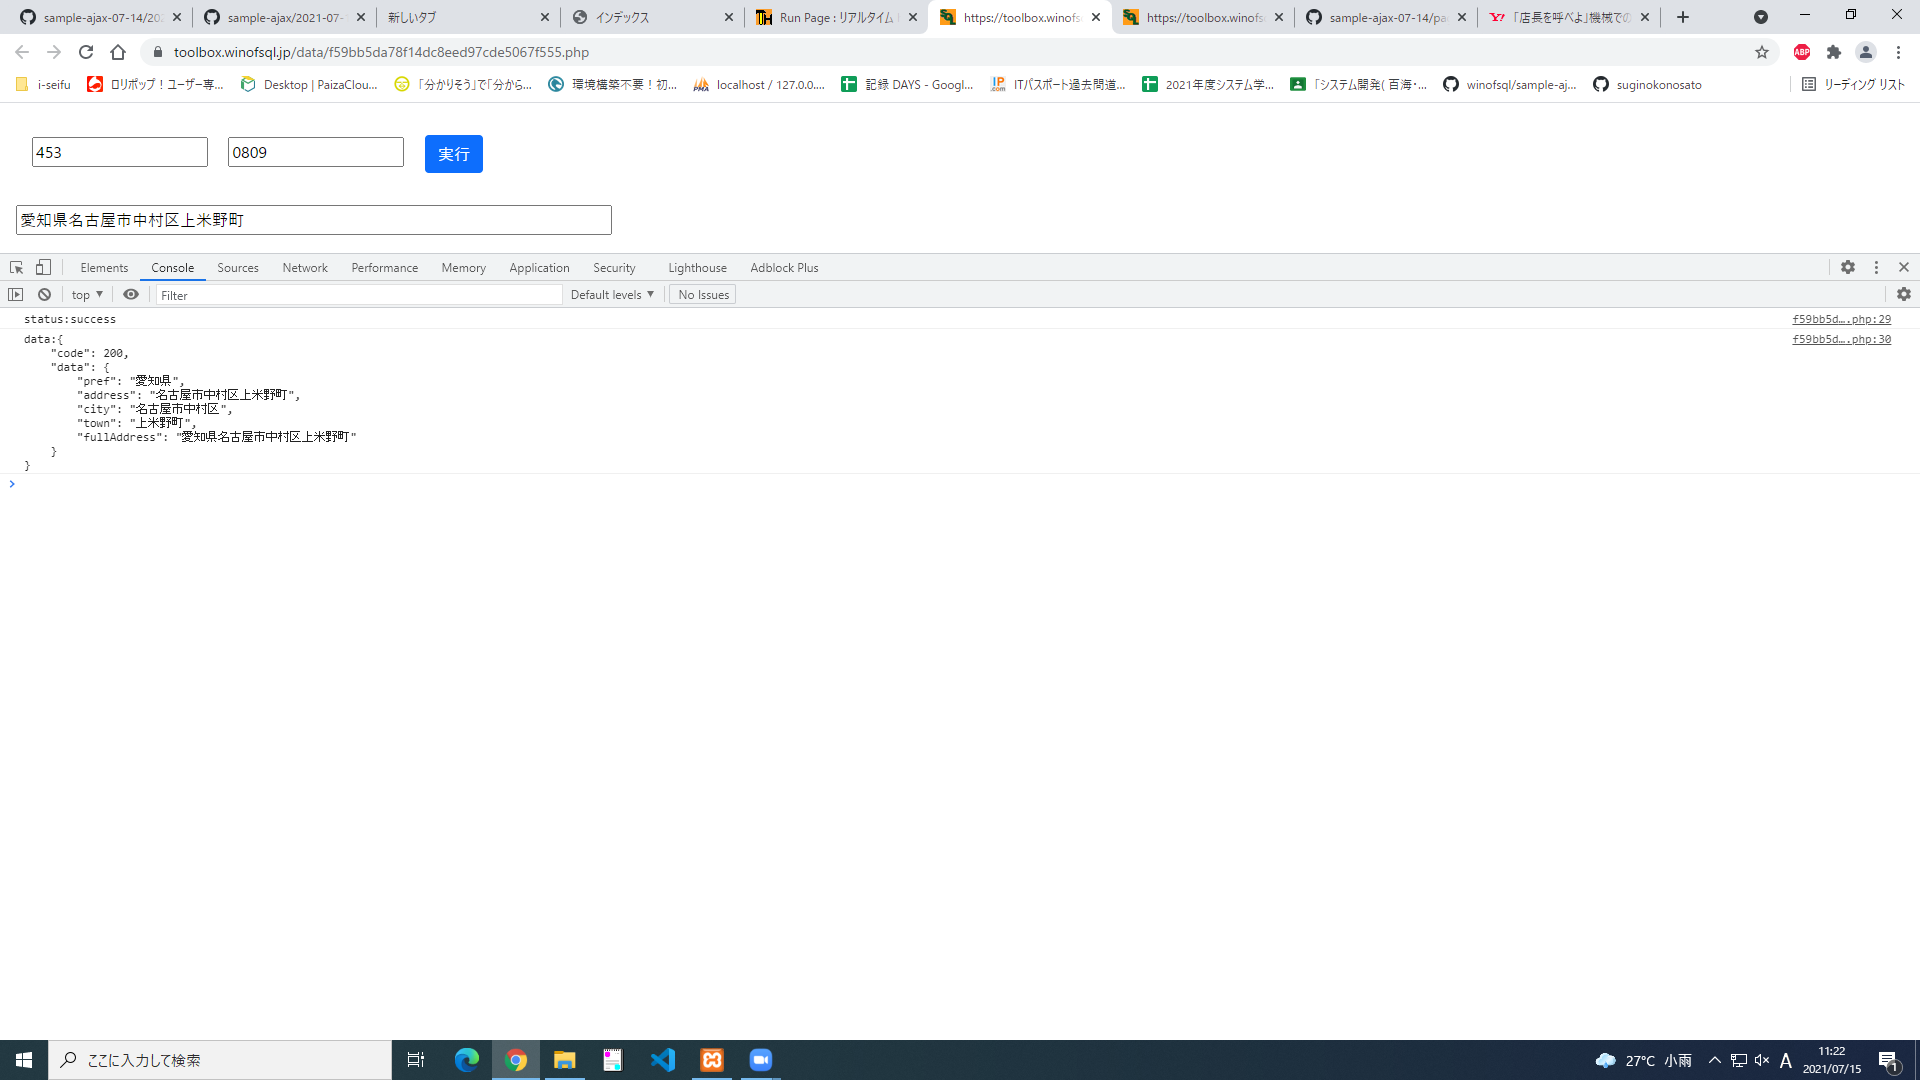 sample-ajax-07-14/202
sample-ajax/2021-07-1
新しいタブ
インデックス
Run Page : リアルタイム
https://toolbox.winofs
https://toolbox.winofs
sample-ajax-07-14/pa
「店長を呼べよ」機械での
toolbox.winofsql.jp/data/f59bb5da78f14dc8eed97cde5067f555.php
ABP
i-seifu
ロリポップ!ユーザー専...
Desktop | PaizaClou...
「分かりそう」で「分から...
環境構築不要!初...
localhost / 127.0.0....
記録 DAYS - Googl...
ITパスポート過去問道...
2021年度システム学...
「システム開発( 百海・...
winofsql/sample-aj...
suginokonosato
リーディング リスト
453
0809
実行
愛知県名古屋市中村区上米野町
Elements
Console
Sources
Network
Performance
Memory
Application
Security
Lighthouse
Adblock Plus
top
Filter
Default levels
No Issues
status:success
f59bb5d….php:29
data:{
f59bb5d….php:30
"code": 200,
"data": {
"pref": "愛知県",
"address": "名古屋市中村区上米野町",
"city": "名古屋市中村区",
"town": "上米野町",
"fullAddress": "愛知県名古屋市中村区上米野町"
}
}
ここに入力して検索
27°C 小雨
A
11:22
2021/07/15
1